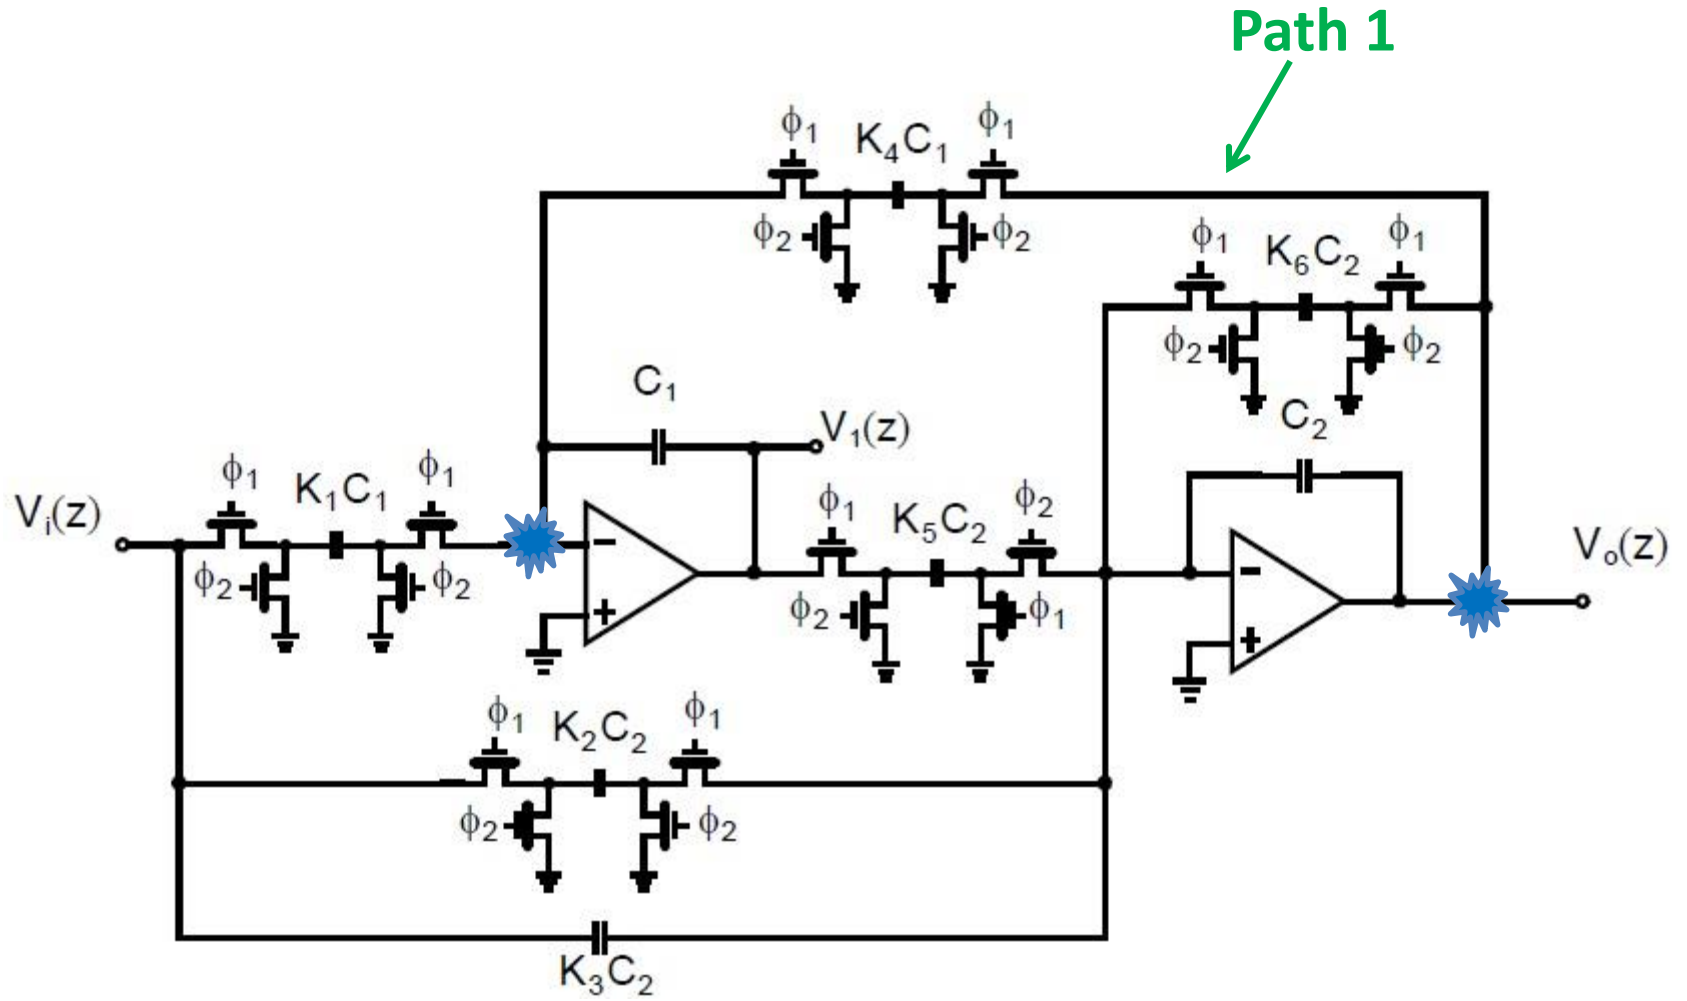 Path 1
ϕ1 K4C1 ϕ1
ϕ2 ϕ2
ϕ1 K6C2 ϕ1
ϕ2 ϕ2
C1
C2
V1(z)
Vi(z) ϕ1 K1C1 ϕ1
ϕ2 ϕ2
−
+
ϕ1 K5C2 ϕ2
ϕ2 ϕ1
−
+
Vo(z)
ϕ1 K2C2 ϕ1
ϕ2 ϕ2
K3C2